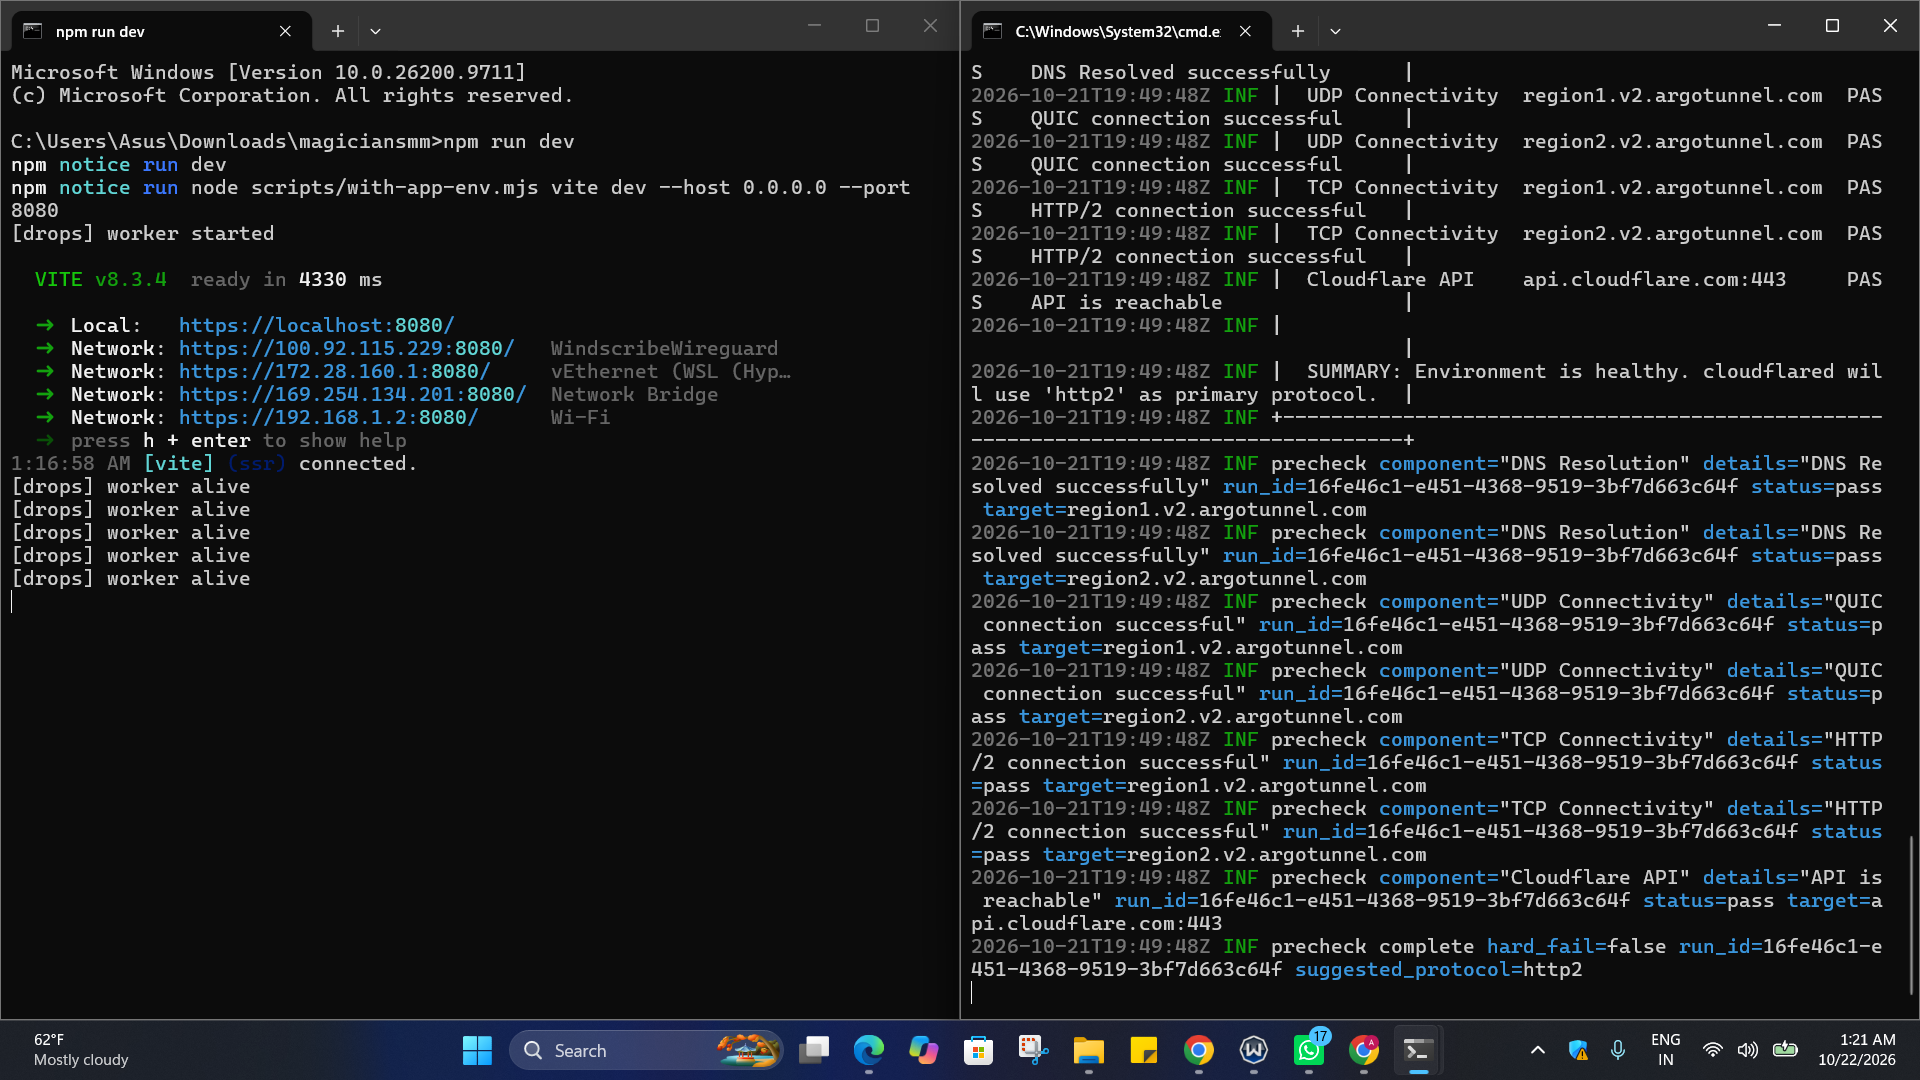 npm run dev
Microsoft Windows [Version 10.0.26200.9711]
(c) Microsoft Corporation. All rights reserved.
C:\Users\Asus\Downloads\magiciansmm>npm run dev
npm notice run dev
npm notice run node scripts/with-app-env.mjs vite dev --host 0.0.0.0 --port
8080
[drops] worker started
VITE v8.3.4  ready in 4330 ms
➜  Local:   https://localhost:8080/
➜  Network: https://100.92.115.229:8080/   WindscribeWireguard
➜  Network: https://172.28.160.1:8080/     vEthernet (WSL (Hyp…
➜  Network: https://169.254.134.201:8080/  Network Bridge
➜  Network: https://192.168.1.2:8080/      Wi-Fi
➜  press h + enter to show help
1:16:58 AM [vite] (ssr) connected.
[drops] worker alive
[drops] worker alive
[drops] worker alive
[drops] worker alive
[drops] worker alive
C:\Windows\System32\cmd.e
S    DNS Resolved successfully      |
2026-10-21T19:49:48Z INF |  UDP Connectivity  region1.v2.argotunnel.com  PAS
S    QUIC connection successful     |
2026-10-21T19:49:48Z INF |  UDP Connectivity  region2.v2.argotunnel.com  PAS
S    QUIC connection successful     |
2026-10-21T19:49:48Z INF |  TCP Connectivity  region1.v2.argotunnel.com  PAS
S    HTTP/2 connection successful   |
2026-10-21T19:49:48Z INF |  TCP Connectivity  region2.v2.argotunnel.com  PAS
S    HTTP/2 connection successful   |
2026-10-21T19:49:48Z INF |  Cloudflare API    api.cloudflare.com:443     PAS
S    API is reachable               |
2026-10-21T19:49:48Z INF |
|
2026-10-21T19:49:48Z INF |  SUMMARY: Environment is healthy. cloudflared wil
l use 'http2' as primary protocol.  |
2026-10-21T19:49:48Z INF +--------------------------------------------------
------------------------------------+
2026-10-21T19:49:48Z INF precheck component="DNS Resolution" details="DNS Re
solved successfully" run_id=16fe46c1-e451-4368-9519-3bf7d663c64f status=pass
target=region1.v2.argotunnel.com
2026-10-21T19:49:48Z INF precheck component="DNS Resolution" details="DNS Re
solved successfully" run_id=16fe46c1-e451-4368-9519-3bf7d663c64f status=pass
target=region2.v2.argotunnel.com
2026-10-21T19:49:48Z INF precheck component="UDP Connectivity" details="QUIC
connection successful" run_id=16fe46c1-e451-4368-9519-3bf7d663c64f status=p
ass target=region1.v2.argotunnel.com
2026-10-21T19:49:48Z INF precheck component="UDP Connectivity" details="QUIC
connection successful" run_id=16fe46c1-e451-4368-9519-3bf7d663c64f status=p
ass target=region2.v2.argotunnel.com
2026-10-21T19:49:48Z INF precheck component="TCP Connectivity" details="HTTP
/2 connection successful" run_id=16fe46c1-e451-4368-9519-3bf7d663c64f status
=pass target=region1.v2.argotunnel.com
2026-10-21T19:49:48Z INF precheck component="TCP Connectivity" details="HTTP
/2 connection successful" run_id=16fe46c1-e451-4368-9519-3bf7d663c64f status
=pass target=region2.v2.argotunnel.com
2026-10-21T19:49:48Z INF precheck component="Cloudflare API" details="API is
reachable" run_id=16fe46c1-e451-4368-9519-3bf7d663c64f status=pass target=a
pi.cloudflare.com:443
2026-10-21T19:49:48Z INF precheck complete hard_fail=false run_id=16fe46c1-e
451-4368-9519-3bf7d663c64f suggested_protocol=http2
62°F
Mostly cloudy
Search
17
A
ENG
IN
1:21 AM
10/22/2026